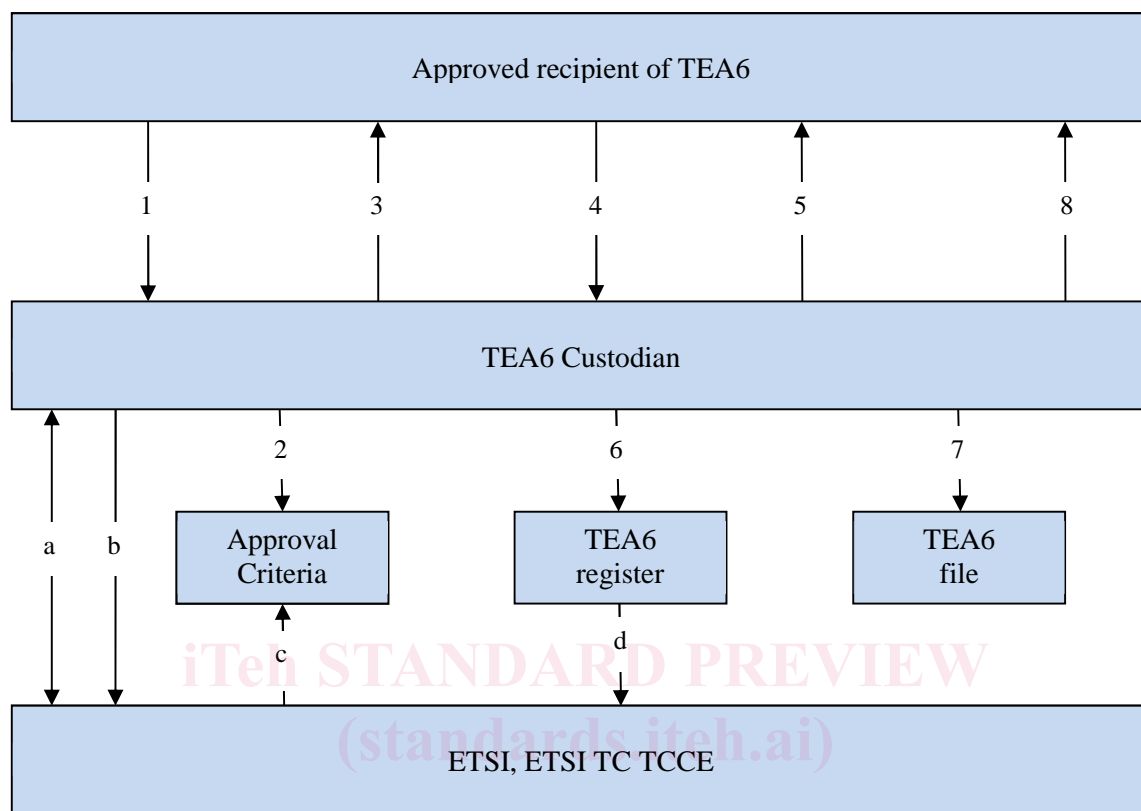 Approved recipient of TEA6
1 3 4 5 8
TEA6 Custodian
2 6 7
a b
Approval
Criteria
TEA6
register
TEA6
file
c d
iTeh STANDARD PREVIEW
(standards.iteh.ai)
ETSI, ETSI TC TCCE